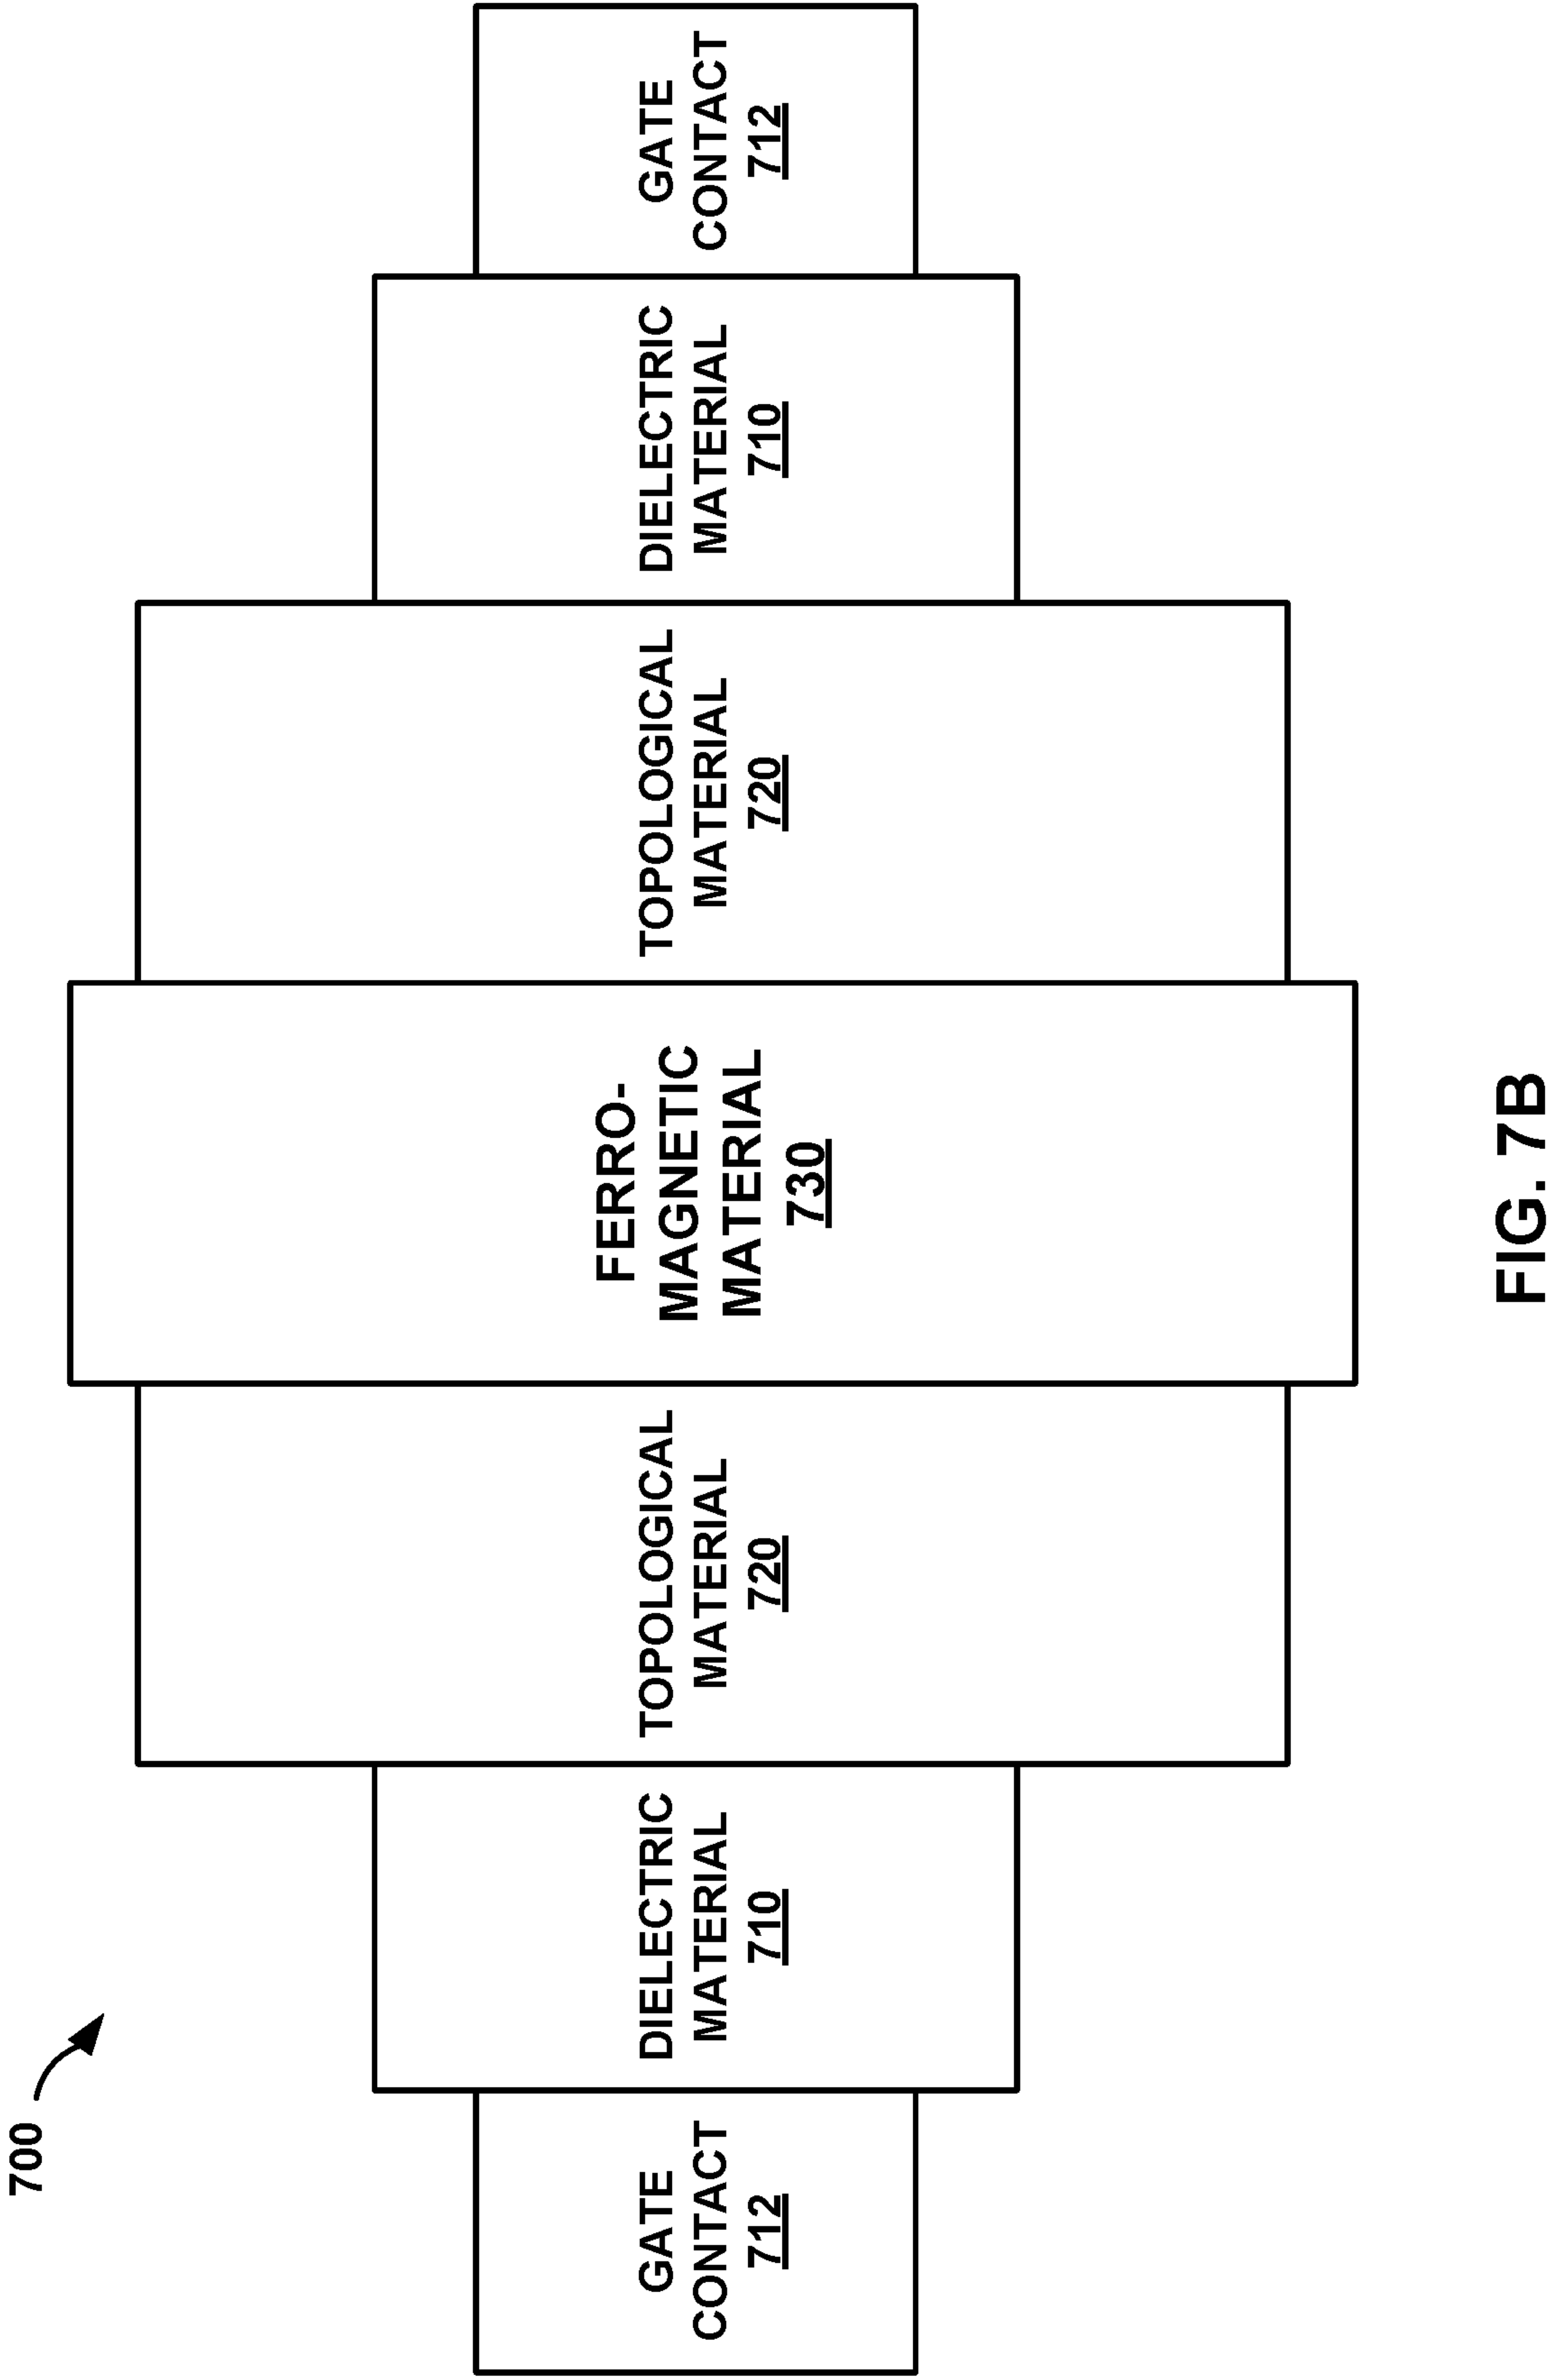 700
GATE
CONTACT
712
DIELECTRIC
MATERIAL
710
TOPOLOGICAL
MATERIAL
720
FERRO-
MAGNETIC
MATERIAL
730
TOPOLOGICAL
MATERIAL
720
DIELECTRIC
MATERIAL
710
GATE
CONTACT
712
FIG. 7B